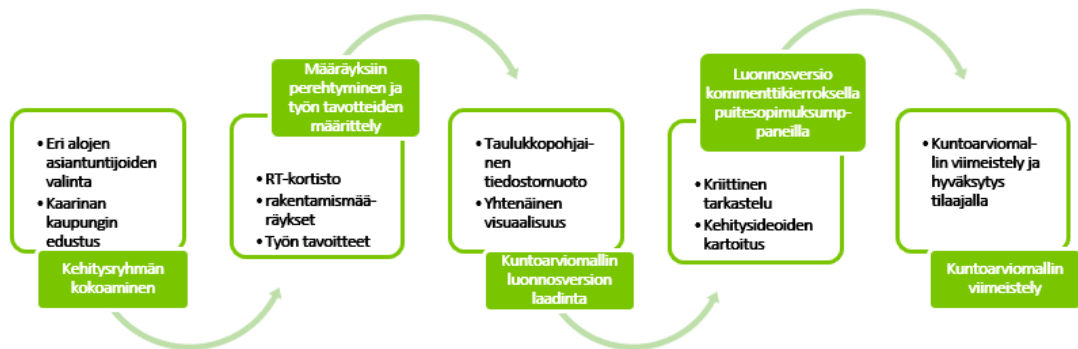 • Eri alojen
asiantuntijoiden
valinta
• Kaarinan
kaupungin
edustus
Kehitysryhmän
kokoaminen
Määräyksiin
perehtyminen ja
työn tavotteiden
määrittely
• RT-kortisto
• rakentamismää-
räykset
• Työn tavoitteet
• Taulukkopohjai-
nen
tiedostomuoto
• Yhtenäinen
visuaalisuus
Kuntoarviomallin
luonnosversion
laadinta
Luonnosversio
kommenttikierroksella
puitesopimuksump-
paneilla
• Kriittinen
tarkastelu
• Kehitysideoiden
kartoitus
• Kuntoarviomal-
lin viimeistely ja
hyväksytys
tilaajalla
Kuntoarviomallin
viimeistely